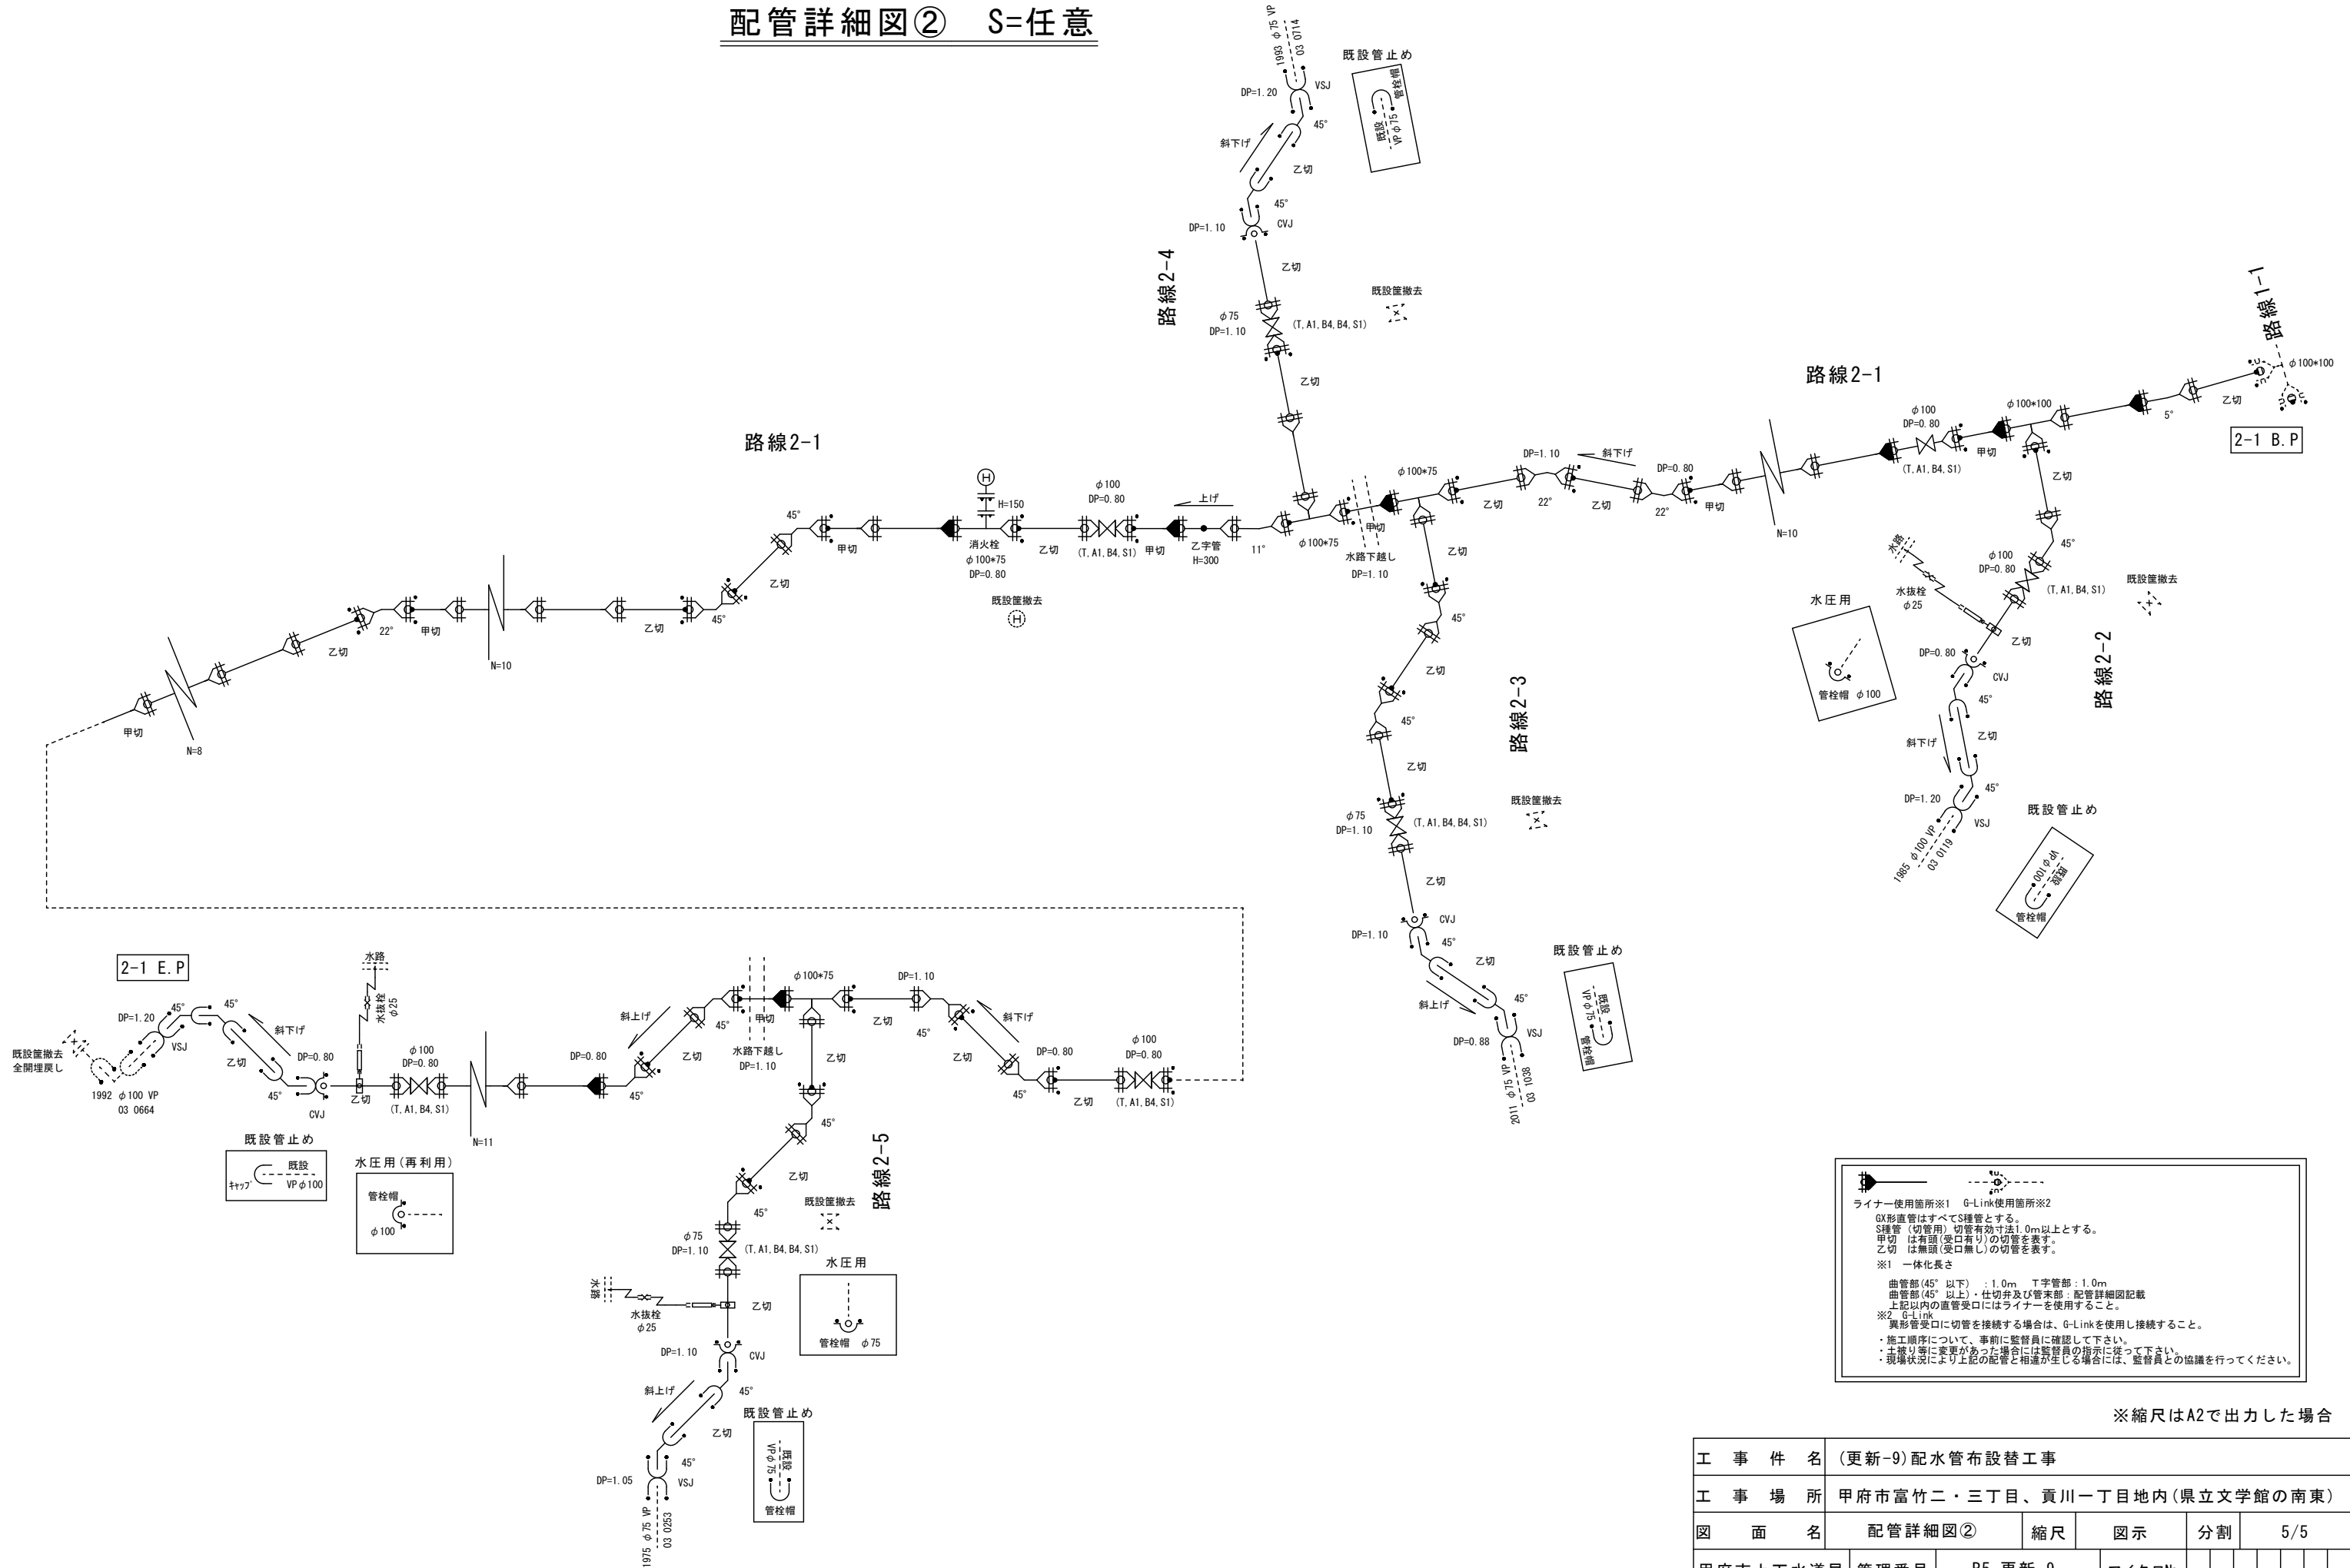 配管詳細図② S=任意
1993 φ75 VP
03 0714
既設管止め
管栓帽
既設
VPφ75
DP=1.20
VSJ
45°
斜下げ
乙切
45°
CVJ
DP=1.10
路線2-4
乙切
既設筐撤去
φ75
DP=1.10
(T,A1,B4,B4,S1)
乙切
路線1-1
φ100*100
2-1 B.P
路線2-1
乙切
5°
φ100*100
φ100
DP=0.80
(T,A1,B4,S1)
甲切
N=10
甲切
DP=0.80
22°
斜下げ
乙切
DP=1.10
22°
乙切
φ100*75
甲切
水路下越し
DP=1.10
φ100*75
11°
上げ
乙字管
H=300
甲切
φ100
DP=0.80
(T,A1,B4,S1)
乙切
H
H=150
消火栓
φ100*75
DP=0.80
既設筐撤去
H
路線2-1
甲切
45°
乙切
45°
乙切
N=10
甲切
22°
乙切
N=8
甲切
乙切
45°
水路
水抜栓
φ25
φ100
DP=0.80
(T,A1,B4,S1)
既設筐撤去
乙切
路線2-2
水圧用
管栓帽 φ100
DP=0.80
CVJ
45°
乙切
斜下げ
45°
DP=1.20
VSJ
1985 φ100 VP
03 0119
既設管止め
VPφ100
既設
管栓帽
乙切
45°
乙切
45°
路線2-3
乙切
既設筐撤去
φ75
DP=1.10
(T,A1,B4,B4,S1)
乙切
CVJ
DP=1.10
45°
乙切
斜上げ
45°
VSJ
DP=0.88
2011 φ75 VP
03 1038
既設管止め
既設
VPφ75
管栓帽
2-1 E.P
既設筐撤去
全開埋戻し
1992 φ100 VP
03 0664
DP=1.20
VSJ
45°
45°
斜下げ
乙切
45°
DP=0.80
CVJ
水路
水抜栓
φ25
乙切
φ100
DP=0.80
(T,A1,B4,S1)
N=11
既設管止め
既設
キャップ
VPφ100
水圧用(再利用)
管栓帽
φ100
DP=0.80
45°
斜上げ
乙切
45°
甲切
水路下越し
DP=1.10
φ100*75
乙切
DP=1.10
45°
斜下げ
乙切
45°
DP=0.80
乙切
φ100
DP=0.80
(T,A1,B4,S1)
乙切
45°
乙切
路線2-5
45°
既設筐撤去
φ75
DP=1.10
(T,A1,B4,B4,S1)
水路
水抜栓
φ25
乙切
水圧用
管栓帽 φ75
DP=1.10
CVJ
45°
斜上げ
乙切
45°
DP=1.05
VSJ
1975 φ75 VP
03 0253
既設管止め
既設
VPφ75
管栓帽
ライナー使用箇所※1 G-Link使用箇所※2
GX形直管はすべてS種管とする。
S種管(切管用)切管有効寸法1.0m以上とする。
甲切 は有頭(受口有り)の切管を表す。
乙切 は無頭(受口無し)の切管を表す。
※1 一体化長さ
曲管部(45°以下) :1.0m T字管部:1.0m
曲管部(45°以上)・仕切弁及び管末部:配管詳細図記載
上記以内の直管受口にはライナーを使用すること。
※2 G-Link
異形管受口に切管を接続する場合は、G-Linkを使用し接続すること。
・施工順序について、事前に監督員に確認して下さい。
・土被り等に変更があった場合には監督員の指示に従って下さい。
・現場状況により上記の配管と相違が生じる場合には、監督員との協議を行ってください。
※縮尺はA2で出力した場合
工事件名 (更新-9)配水管布設替工事
工事場所 甲府市富竹二・三丁目、貢川一丁目地内(県立文学館の南東)
図面名 配管詳細図② 縮尺 図示 分割 5/5